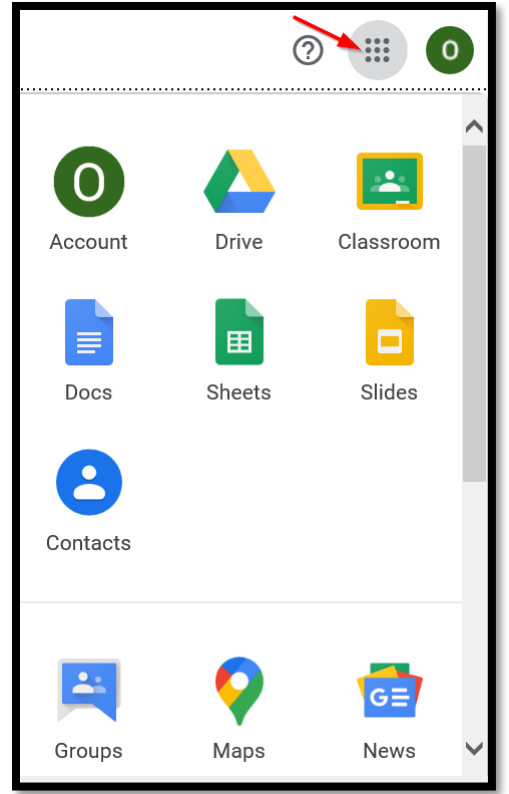 O
O
Account Drive Classroom
Docs Sheets Slides
Contacts
G
Groups Maps News